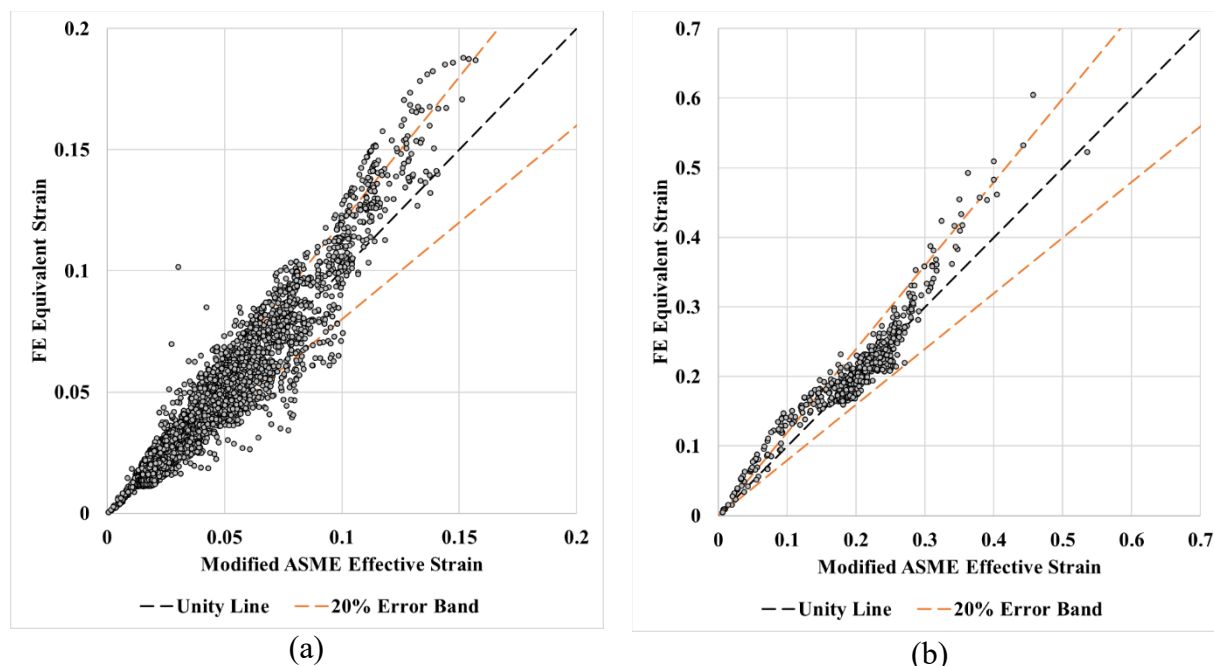 0.2
0.15
0.1
0.05
0
FE Equivalent Strain
0 0.05 0.1 0.15 0.2
Modified ASME Effective Strain
Unity Line 20% Error Band
(a)
0.7
0.6
0.5
0.4
0.3
0.2
0.1
0
FE Equivalent Strain
0 0.1 0.2 0.3 0.4 0.5 0.6 0.7
Modified ASME Effective Strain
Unity Line 20% Error Band
(b)